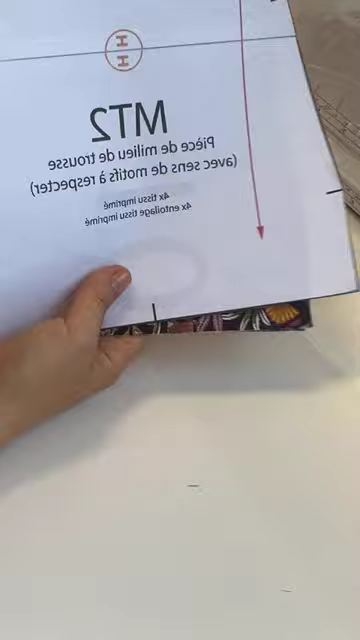 H
H
MT2
Pièce de milieu de trousse
(avec sens de motifs à respecter)
4x tissu imprimé
4x entoilage tissu imprimé